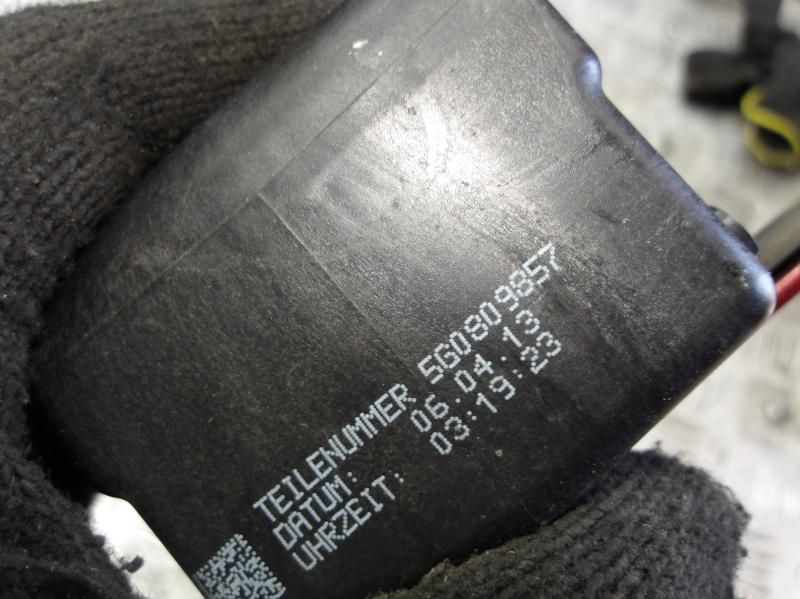 TEILENUMMER 5G0809857
DATUM: 06.04.13
UHRZEIT: 03:19:23